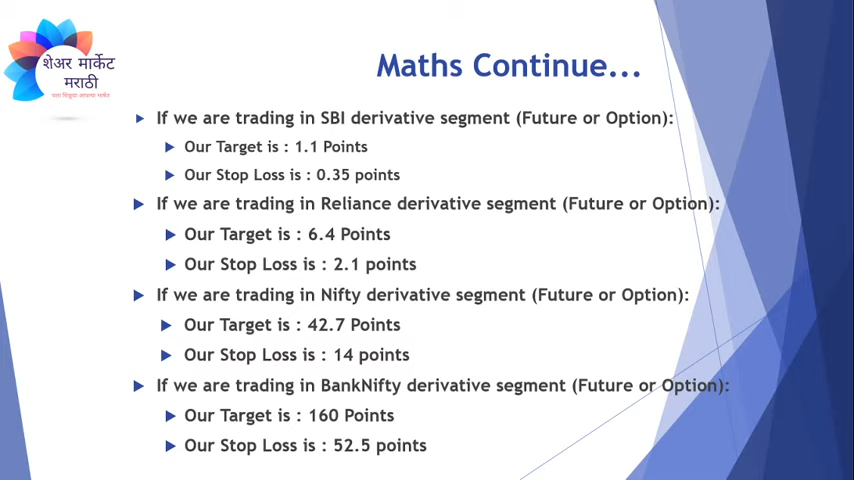 शेअर मार्केट
मराठी
Maths Continue...
If we are trading in SBI derivative segment (Future or Option):
Our Target is : 1.1 Points
Our Stop Loss is : 0.35 points
If we are trading in Reliance derivative segment (Future or Option):
Our Target is : 6.4 Points
Our Stop Loss is : 2.1 points
If we are trading in Nifty derivative segment (Future or Option):
Our Target is : 42.7 Points
Our Stop Loss is : 14 points
If we are trading in BankNifty derivative segment (Future or Option):
Our Target is : 160 Points
Our Stop Loss is : 52.5 points